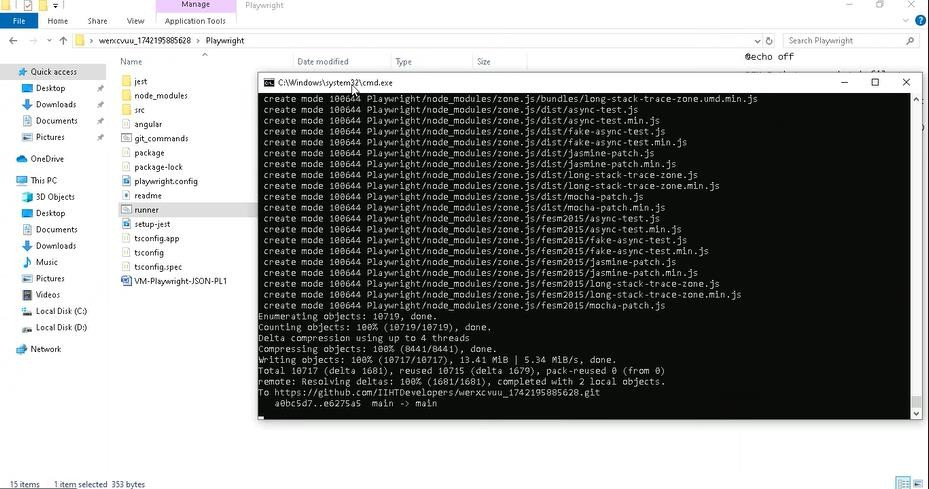 Manage
Playwright
File
Home
Share
View
Application Tools
werxcvuu_1742195885628
Playwright
Search Playwright
Name
Date modified
Type
Size
@echo off
Quick access
Desktop
Downloads
Documents
Pictures
OneDrive
This PC
3D Objects
Desktop
Documents
Downloads
Music
Pictures
Videos
Local Disk (C:)
Local Disk (D:)
Network
jest
node_modules
src
angular
git_commands
package
package-lock
playwright.config
readme
runner
setup-jest
tsconfig.app
tsconfig
tsconfig.spec
VM-Playwright-JSON-PL1
C:\Windows\system32\cmd.exe
create mode 100644 Playwright/node_modules/zone.js/bundles/long-stack-trace-zone.umd.min.js
create mode 100644 Playwright/node_modules/zone.js/dist/async-test.js
create mode 100644 Playwright/node_modules/zone.js/dist/async-test.min.js
create mode 100644 Playwright/node_modules/zone.js/dist/fake-async-test.js
create mode 100644 Playwright/node_modules/zone.js/dist/fake-async-test.min.js
create mode 100644 Playwright/node_modules/zone.js/dist/jasmine-patch.js
create mode 100644 Playwright/node_modules/zone.js/dist/jasmine-patch.min.js
create mode 100644 Playwright/node_modules/zone.js/dist/long-stack-trace-zone.js
create mode 100644 Playwright/node_modules/zone.js/dist/long-stack-trace-zone.min.js
create mode 100644 Playwright/node_modules/zone.js/dist/mocha-patch.js
create mode 100644 Playwright/node_modules/zone.js/dist/mocha-patch.min.js
create mode 100644 Playwright/node_modules/zone.js/fesm2015/async-test.js
create mode 100644 Playwright/node_modules/zone.js/fesm2015/async-test.min.js
create mode 100644 Playwright/node_modules/zone.js/fesm2015/fake-async-test.js
create mode 100644 Playwright/node_modules/zone.js/fesm2015/fake-async-test.min.js
create mode 100644 Playwright/node_modules/zone.js/fesm2015/jasmine-patch.js
create mode 100644 Playwright/node_modules/zone.js/fesm2015/jasmine-patch.min.js
create mode 100644 Playwright/node_modules/zone.js/fesm2015/long-stack-trace-zone.js
create mode 100644 Playwright/node_modules/zone.js/fesm2015/long-stack-trace-zone.min.js
create mode 100644 Playwright/node_modules/zone.js/fesm2015/mocha-patch.js
Enumerating objects: 10719, done.
Counting objects: 100% (10719/10719), done.
Delta compression using up to 4 threads
Compressing objects: 100% (8441/8441), done.
Writing objects: 100% (10717/10717), 13.41 MiB | 5.34 MiB/s, done.
Total 10717 (delta 1681), reused 10715 (delta 1679), pack-reused 0 (from 0)
remote: Resolving deltas: 100% (1681/1681), completed with 2 local objects.
To https://github.com/IIHTDevelopers/werxcvuu_1742195885628.git
a0bc5d7..e6275a5 main -> main
15 items
1 item selected 353 bytes